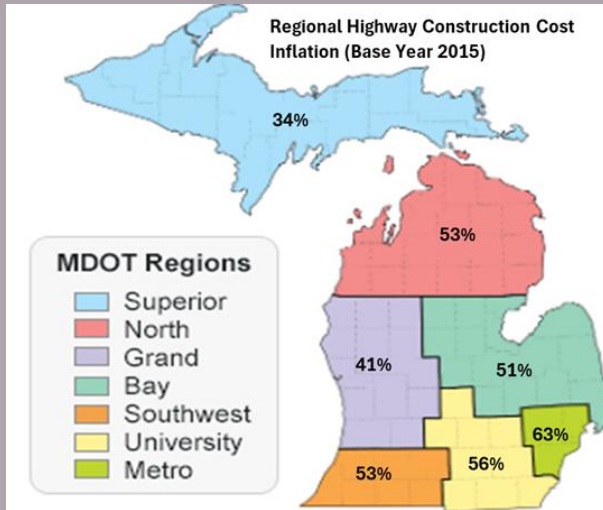 Regional Highway Construction Cost
Inflation (Base Year 2015)
34%
53%
MDOT Regions
Superior
North
Grand
Bay
Southwest
University
Metro
41%
51%
63%
53%
56%